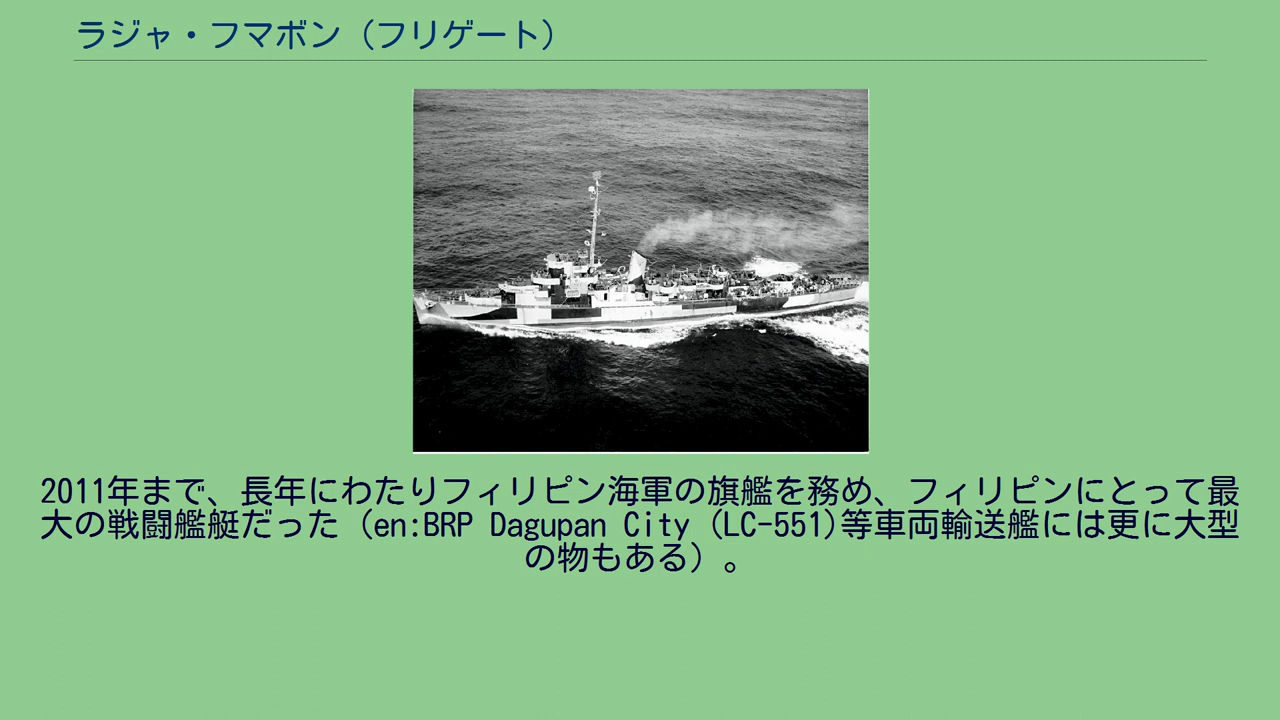 ラジャ・フマボン（フリゲート）
2011年まで、長年にわたりフィリピン海軍の旗艦を務め、フィリピンにとって最
大の戦闘艦艇だった（en:BRP Dagupan City (LC-551)等車両輸送艦には更に大型
の物もある）。